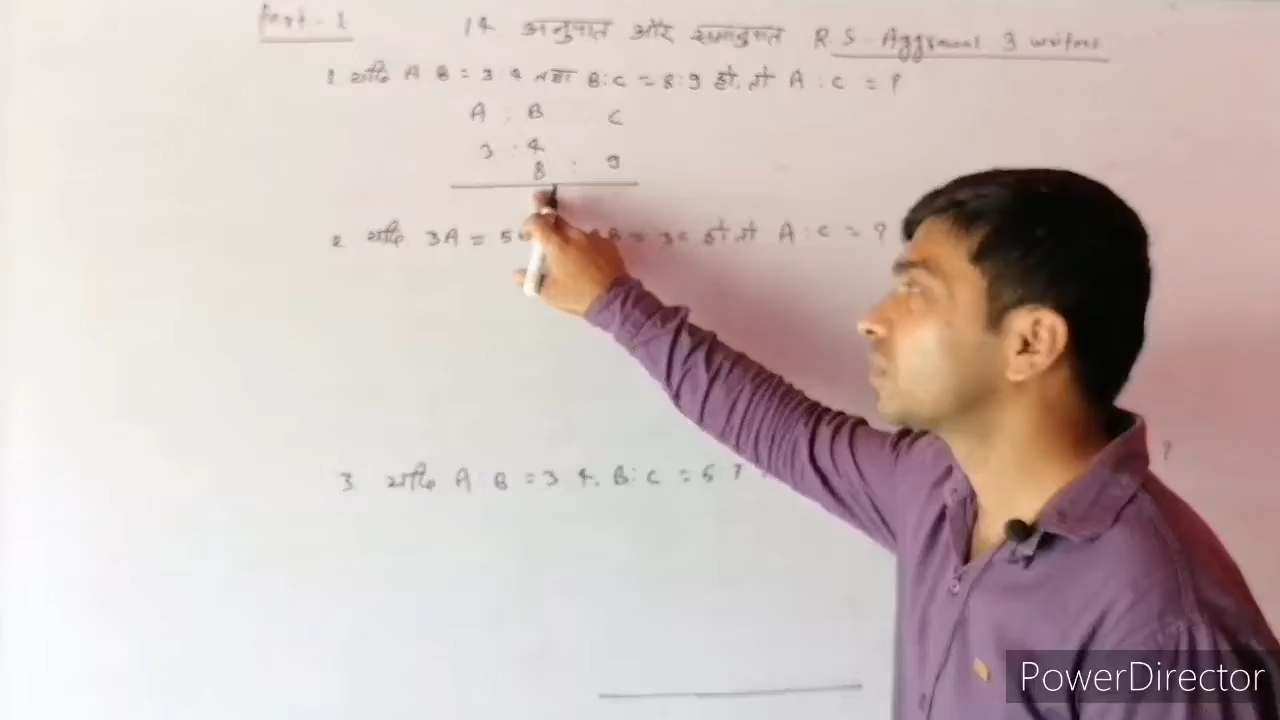 Part - 1
14. अनुपात और समानुपात R. S. Aggrawal 3 writers
1 यदि A B = 3 : 4 तथा B : C = 8 : 9 हो, तो A : C = ?
A : B C
3 : 4
8 : 9
2 यदि 3A = 5 = 3C हो तो A : C = ?
3 यदि A B = 3 4, B : C = 5 7 ?
PowerDirector